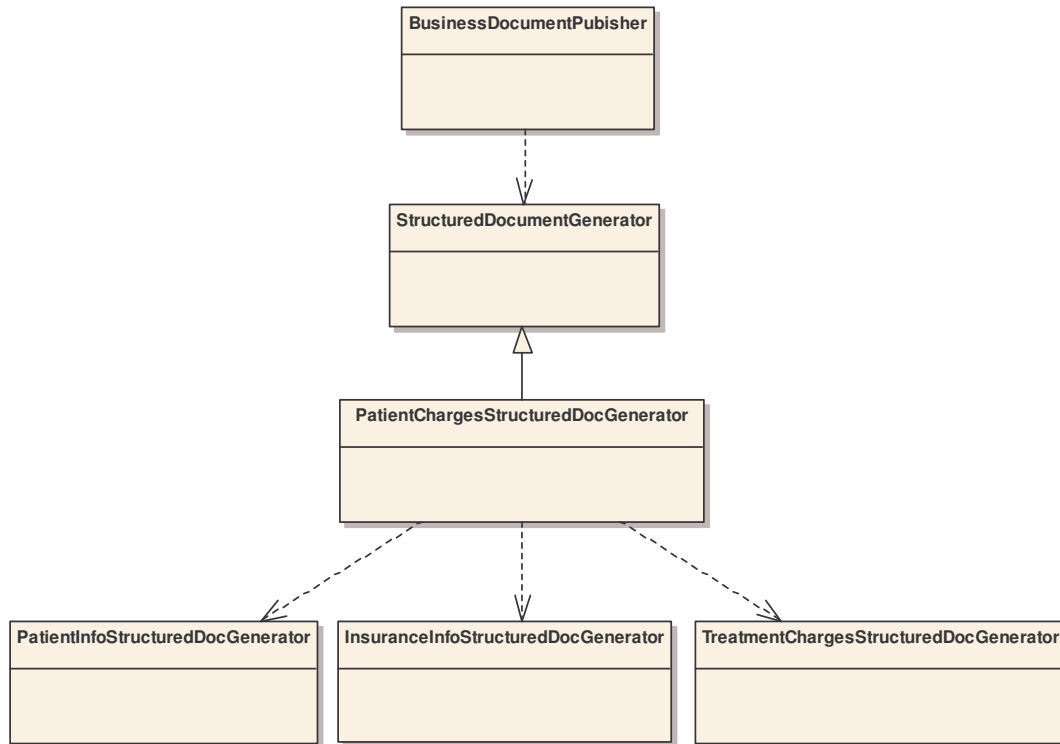 BusinessDocumentPubisher
StructuredDocumentGenerator
PatientChargesStructuredDocGenerator
PatientInfoStructuredDocGenerator
InsuranceInfoStructuredDocGenerator
TreatmentChargesStructuredDocGenerator